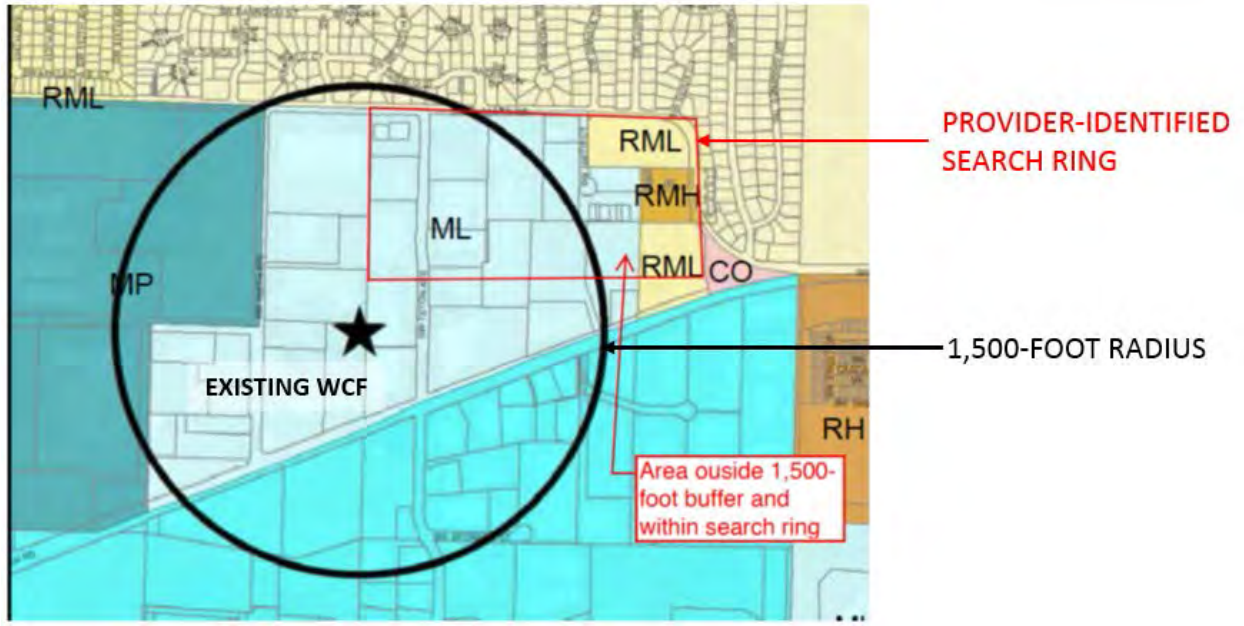 RML
PROVIDER-IDENTIFIED
SEARCH RING
RML
RMH
ML
RML
CO
MP
1,500-FOOT RADIUS
EXISTING WCF
RH
Area ouside 1,500-
foot buffer and
within search ring